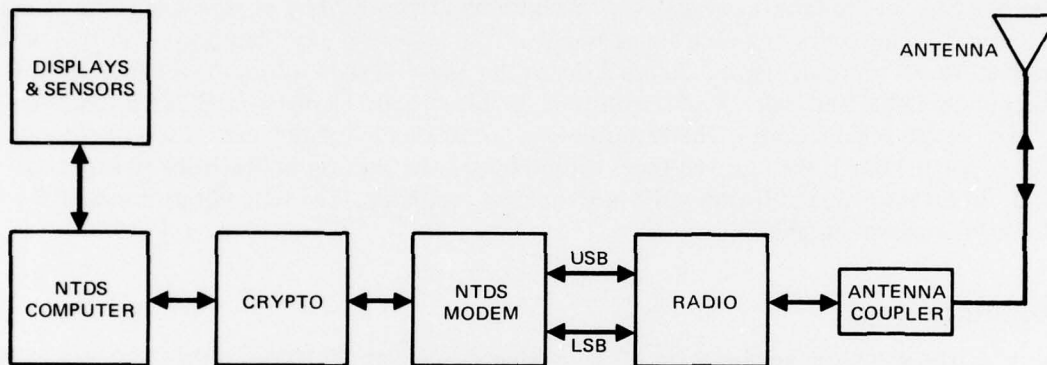 DISPLAYS
& SENSORS
ANTENNA
NTDS
COMPUTER
CRYPTO
NTDS
MODEM
USB
LSB
RADIO
ANTENNA
COUPLER